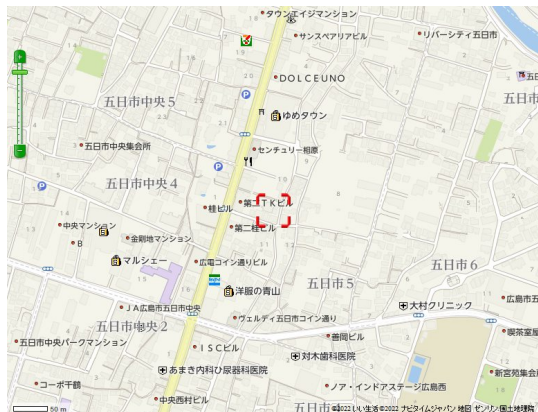 タウンエイジマンション
サンスペアリアビル
リバーシティ五日市
14
DOLCEUNO
五日市中央5
ゆめタウン
五日市中央集会所
センチュリー相原
五日市中央4
桂ビル
第二TKビル
第二桂ビル
中央マンション
金剛地マンション
B
マルシェー
広電コイン通りビル
五日市6
洋服の青山
五日市5
大村クリニック
広島市五
JA広島市五日市中央
五日市中央2
ヴェルディ五日市コイン通り
喫茶室屋
善岡ビル
五日市中央パークマンション
ISCビル
対木歯科医院
あまき内科ひ尿器科医院
新宮苑集会
コーポ千鶴
ノア・インドアステージ広島西
中央西村ビル
50 m
©2022 いい生活 ©2022 ナビタイムジャパン 地図 ゼンリン 国土地理院